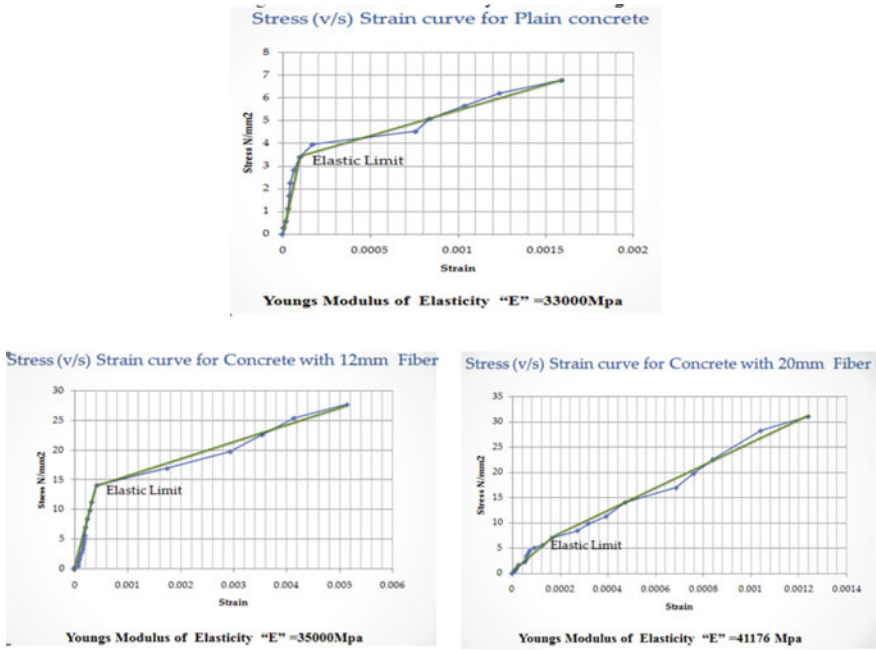 Stress (v/s) Strain curve for Plain concrete
8
7
6
5
4
3
2
1
0
Stress N/mm2
Elastic Limit
0 0.0005 0.001 0.0015 0.002
Strain
Youngs Modulus of Elasticity “E” =33000Mpa
Stress (v/s) Strain curve for Concrete with 12mm Fiber
30
25
20
15
10
5
0
Stress N/mm2
Elastic Limit
0.001 0.002 0.003 0.004 0.005 0.006
Strain
Youngs Modulus of Elasticity “E” =35000Mpa
Stress (v/s) Strain curve for Concrete with 20mm Fiber
35
30
25
20
15
10
5
0
Stress N/mm2
Elastic Limit
0 0.0002 0.0004 0.0006 0.0008 0.001 0.0012 0.0014
Strain
Youngs Modulus of Elasticity “E” =41176 Mpa